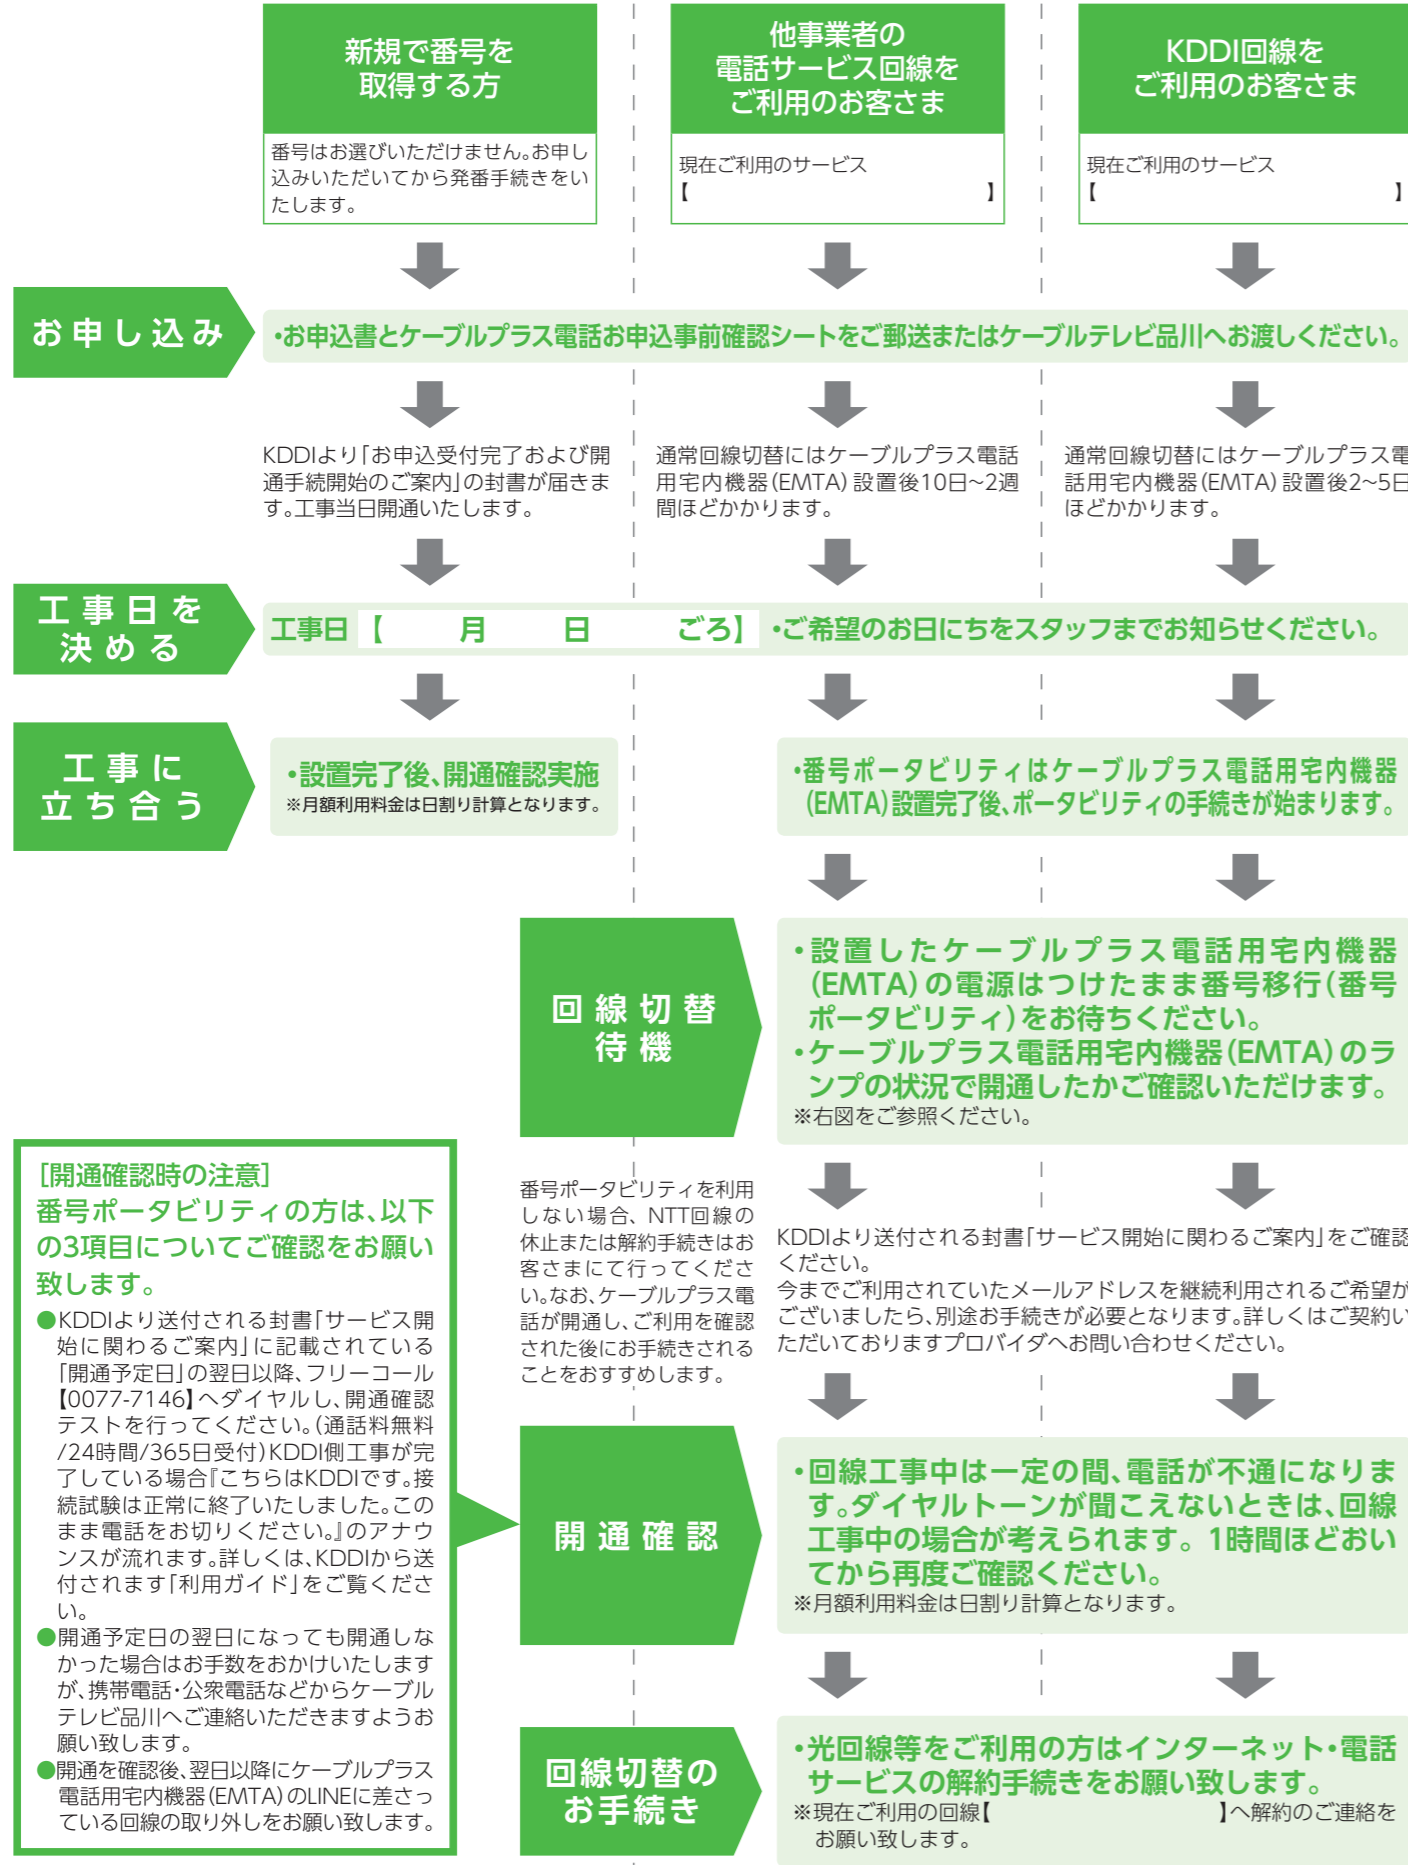 新規で番号を
取得する方
番号はお選びいただけません。お申し
込みいただいてから発番手続きをい
たします。
他事業者の
電話サービス回線を
ご利用のお客さま
現在ご利用のサービス
【　　　　　】
KDDI回線を
ご利用のお客さま
現在ご利用のサービス
【　　　　　】
お申し込み
・お申込書とケーブルプラス電話お申込事前確認シートをご郵送またはケーブルテレビ品川へお渡しください。
KDDIより「お申込受付完了および開
通手続開始のご案内」の封書が届きま
す。工事当日開通いたします。
通常回線切替にはケーブルプラス電話
用宅内機器(EMTA)設置後10日~2週
間ほどかかります。
通常回線切替にはケーブルプラス電
話用宅内機器(EMTA)設置後2~5日
ほどかかります。
工事日を
決める
工事日【　　月　　日　　ごろ】・ご希望のお日にちをスタッフまでお知らせください。
工事に
立ち合う
・設置完了後、開通確認実施
※月額利用料金は日割り計算となります。
・番号ポータビリティはケーブルプラス電話用宅内機器
(EMTA)設置完了後、ポータビリティの手続きが始まります。
回線切替
待機
・設置したケーブルプラス電話用宅内機器
(EMTA)の電源はつけたまま番号移行(番号
ポータビリティ)をお待ちください。
・ケーブルプラス電話用宅内機器(EMTA)のラ
ンプの状況で開通したかご確認いただけます。
※右図をご参照ください。
番号ポータビリティを利用
しない場合、NTT回線の
休止または解約手続きはお
客さまにて行ってくださ
い。なお、ケーブルプラス電
話が開通し、ご利用を確認
された後にお手続きされる
ことをおすすめします。
KDDIより送付される封書「サービス開始に関わるご案内」をご確認
ください。
今までご利用されていたメールアドレスを継続利用されるご希望が
ございましたら、別途お手続きが必要となります。詳しくはご契約い
ただいておりますプロバイダへお問い合わせください。
[開通確認時の注意]
番号ポータビリティの方は、以下
の3項目についてご確認をお願い
致します。
●KDDIより送付される封書「サービス開
始に関わるご案内」に記載されている
「開通予定日」の翌日以降、フリーコール
【0077-7146】へダイヤルし、開通確認
テストを行ってください。(通話料無料
/24時間/365日受付)KDDI側工事が完
了している場合『こちらはKDDIです。接
続試験は正常に終了いたしました。この
まま電話をお切りください。』のアナウ
ンスが流れます。詳しくは、KDDIから送
付されます「利用ガイド」をご覧くださ
い。
●開通予定日の翌日になっても開通しな
かった場合はお手数をおかけいたします
が、携帯電話・公衆電話などからケーブル
テレビ品川へご連絡いただきますようお
願い致します。
●開通を確認後、翌日以降にケーブルプラス
電話用宅内機器(EMTA)のLINEに差さっ
ている回線の取り外しをお願い致します。
開通確認
・回線工事中は一定の間、電話が不通になりま
す。ダイヤルトーンが聞こえないときは、回線
工事中の場合が考えられます。1時間ほどおい
てから再度ご確認ください。
※月額利用料金は日割り計算となります。
回線切替の
お手続き
・光回線等をご利用の方はインターネット・電話
サービスの解約手続きをお願い致します。
※現在ご利用の回線【　　　　　】へ解約のご連絡を
お願い致します。